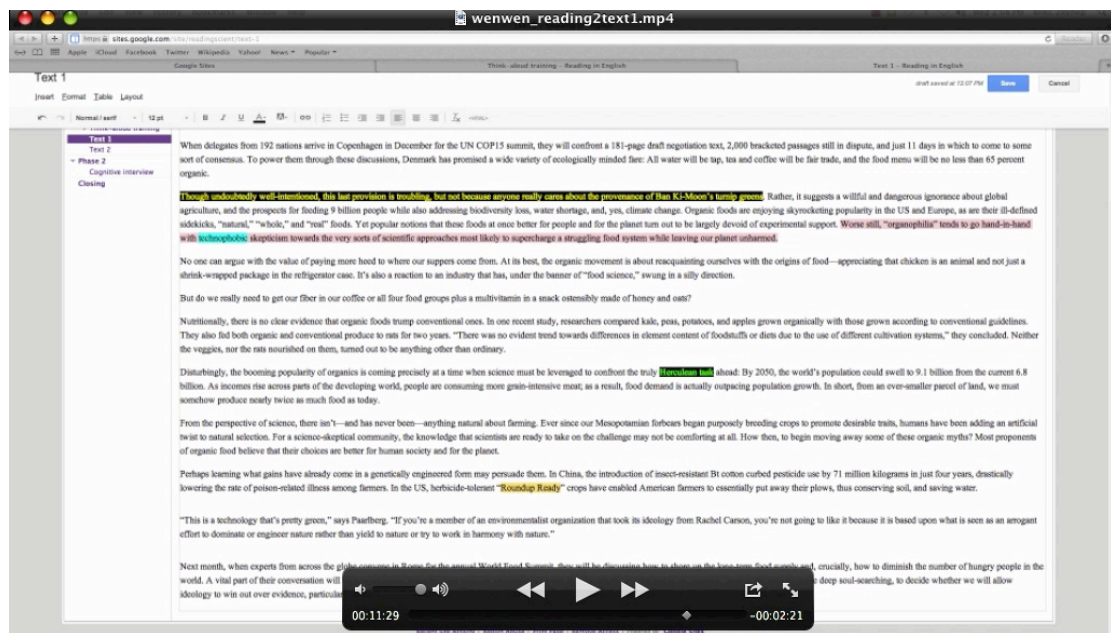 wenwen_reading2text1.mp4
https sites.google.com/site/readingscient/text-1
Reader
Apple iCloud Facebook Twitter Wikipedia Yahoo! News Popular
Google Sites Think-aloud training – Reading in English Text 1 – Reading in English
Text 1
draft saved at 12:07 PM Save Cancel
Insert Format Table Layout
Normal / serif 12 pt B I U A <HTML>
Think-aloud training
Text 1
Text 2
Phase 2
Cognitive interview
Closing
When delegates from 192 nations arrive in Copenhagen in December for the UN COP15 summit, they will confront a 181-page draft negotiation text, 2,000 bracketed passages still in dispute, and just 11 days in which to come to some
sort of consensus. To power them through these discussions, Denmark has promised a wide variety of ecologically minded fare: All water will be tap, tea and coffee will be fair trade, and the food menu will be no less than 65 percent
organic.
Though undoubtedly well-intentioned, this last provision is troubling, but not because anyone really cares about the provenance of Ban Ki-Moon's turnip greens. Rather, it suggests a willful and dangerous ignorance about global
agriculture, and the prospects for feeding 9 billion people while also addressing biodiversity loss, water shortage, and, yes, climate change. Organic foods are enjoying skyrocketing popularity in the US and Europe, as are their ill-defined
sidekicks, “natural,” “whole,” and “real” foods. Yet popular notions that these foods at once better for people and for the planet turn out to be largely devoid of experimental support. Worse still, “organophilia” tends to go hand-in-hand
with technophobic skepticism towards the very sorts of scientific approaches most likely to supercharge a struggling food system while leaving our planet unharmed.
No one can argue with the value of paying more heed to where our suppers come from. At its best, the organic movement is about reacquainting ourselves with the origins of food—appreciating that chicken is an animal and not just a
shrink-wrapped package in the refrigerator case. It's also a reaction to an industry that has, under the banner of “food science,” swung in a silly direction.
But do we really need to get our fiber in our coffee or all four food groups plus a multivitamin in a snack ostensibly made of honey and oats?
Nutritionally, there is no clear evidence that organic foods trump conventional ones. In one recent study, researchers compared kale, peas, potatoes, and apples grown organically with those grown according to conventional guidelines.
They also fed both organic and conventional produce to rats for two years. “There was no evident trend towards differences in element content of foodstuffs or diets due to the use of different cultivation systems,” they concluded. Neither
the veggies, nor the rats nourished on them, turned out to be anything other than ordinary.
Disturbingly, the booming popularity of organics is coming precisely at a time when science must be leveraged to confront the truly Herculean task ahead: By 2050, the world's population could swell to 9.1 billion from the current 6.8
billion. As incomes rise across parts of the developing world, people are consuming more grain-intensive meat; as a result, food demand is actually outpacing population growth. In short, from an ever-smaller parcel of land, we must
somehow produce nearly twice as much food as today.
From the perspective of science, there isn't—and has never been—anything natural about farming. Ever since our Mesopotamian forbears began purposely breeding crops to promote desirable traits, humans have been adding an artificial
twist to natural selection. For a science-skeptical community, the knowledge that scientists are ready to take on the challenge may not be comforting at all. How then, to begin moving away some of these organic myths? Most proponents
of organic food believe that their choices are better for human society and for the planet.
Perhaps learning what gains have already come in a genetically engineered form may persuade them. In China, the introduction of insect-resistant Bt cotton curbed pesticide use by 71 million kilograms in just four years, drastically
lowering the rate of poison-related illness among farmers. In the US, herbicide-tolerant “Roundup Ready” crops have enabled American farmers to essentially put away their plows, thus conserving soil, and saving water.
“This is a technology that's pretty green,” says Paarlberg. “If you're a member of an environmentalist organization that took its ideology from Rachel Carson, you're not going to like it because it is based upon what is seen as an arrogant
effort to dominate or engineer nature rather than yield to nature or try to work in harmony with nature.”
Next month, when experts from across the globe convene in Rome for the annual World Food Summit, they will be discussing how to shore up the long-term food supply and, crucially, how to diminish the number of hungry people in the
world. A vital part of their conversation will deep soul-searching, to decide whether we will allow
ideology to win out over evidence,
00:11:29 -00:02:21